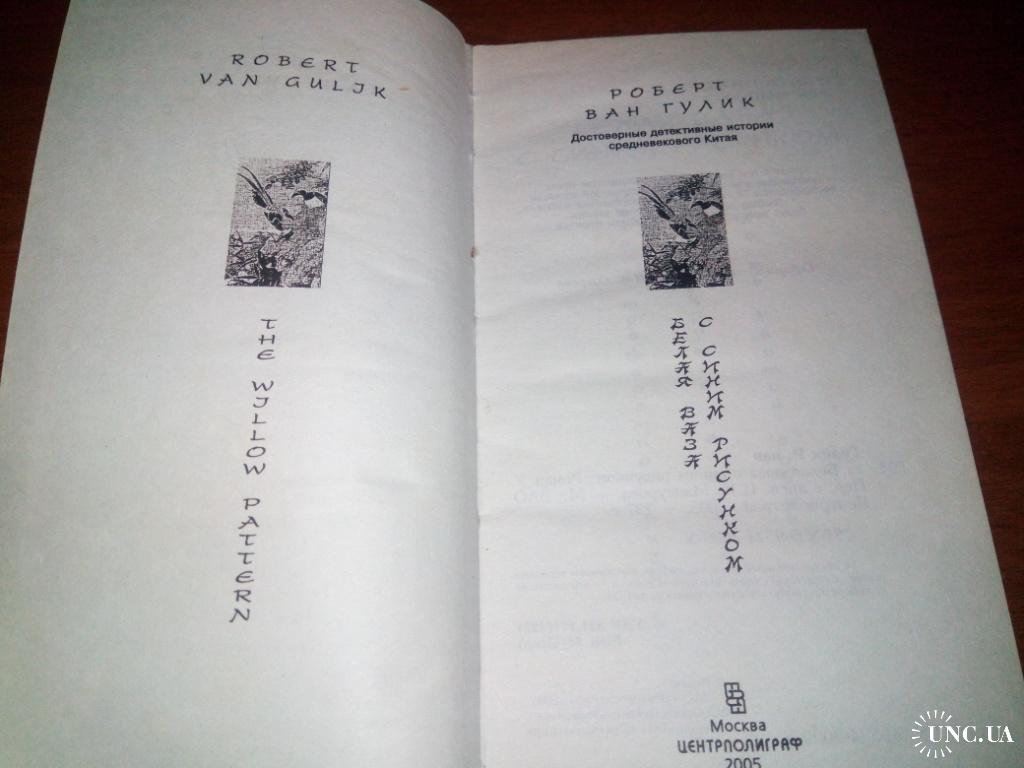 ROBERT
VAN GULIK
THE WILLOW PATTERN
РОБЕРТ
ВАН ГУЛИК
Достоверные детективные истории
средневекового Китая
БЕЛАЯ ВАЗА
С СИНИМ РИСУНКОМ
Москва
ЦЕНТРПОЛИГРАФ
2005
UNC.UA